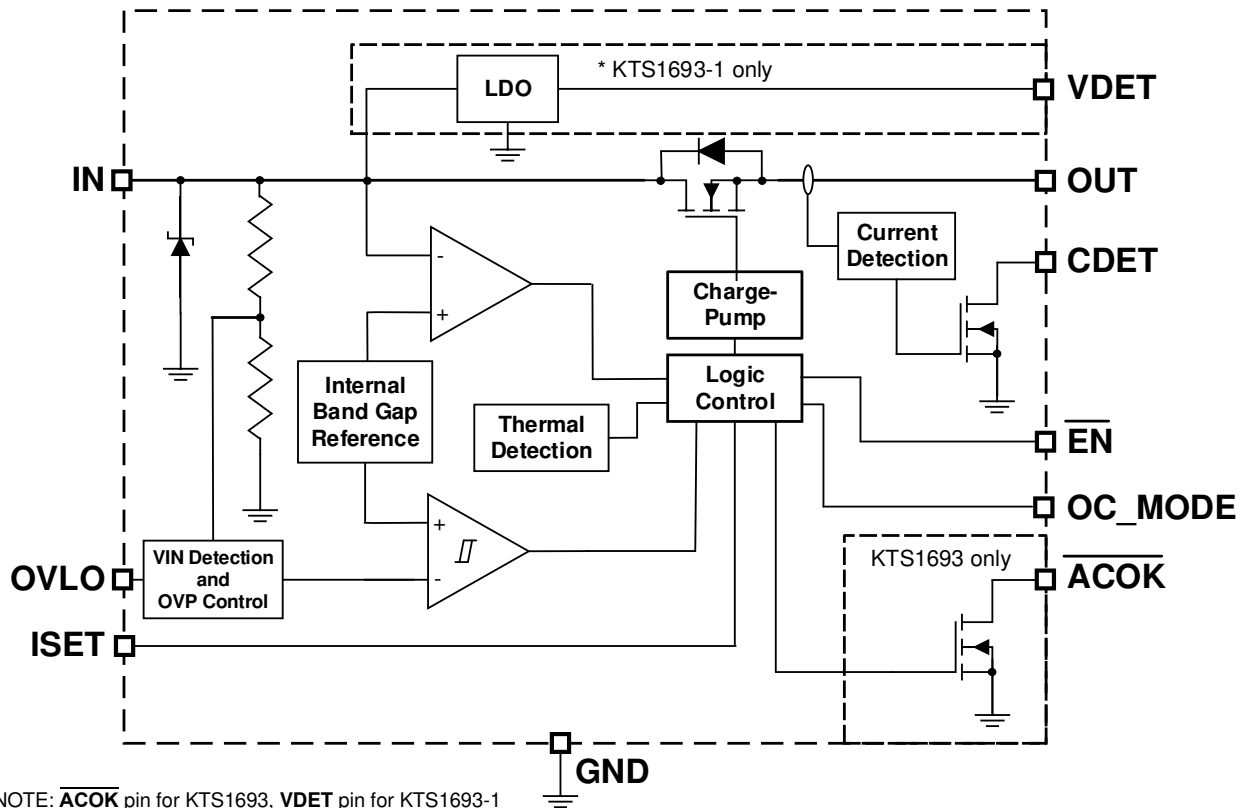 * KTS1693-1 only
LDO
VDET
IN
OUT
Current
Detection
CDET
-
+
Charge-
Pump
Internal
Band Gap
Reference
Logic
Control
Thermal
Detection
EN
OC_MODE
+
-
VIN Detection
and
OVP Control
OVLO
KTS1693 only
ACOK
ISET
GND
NOTE: ACOK pin for KTS1693, VDET pin for KTS1693-1